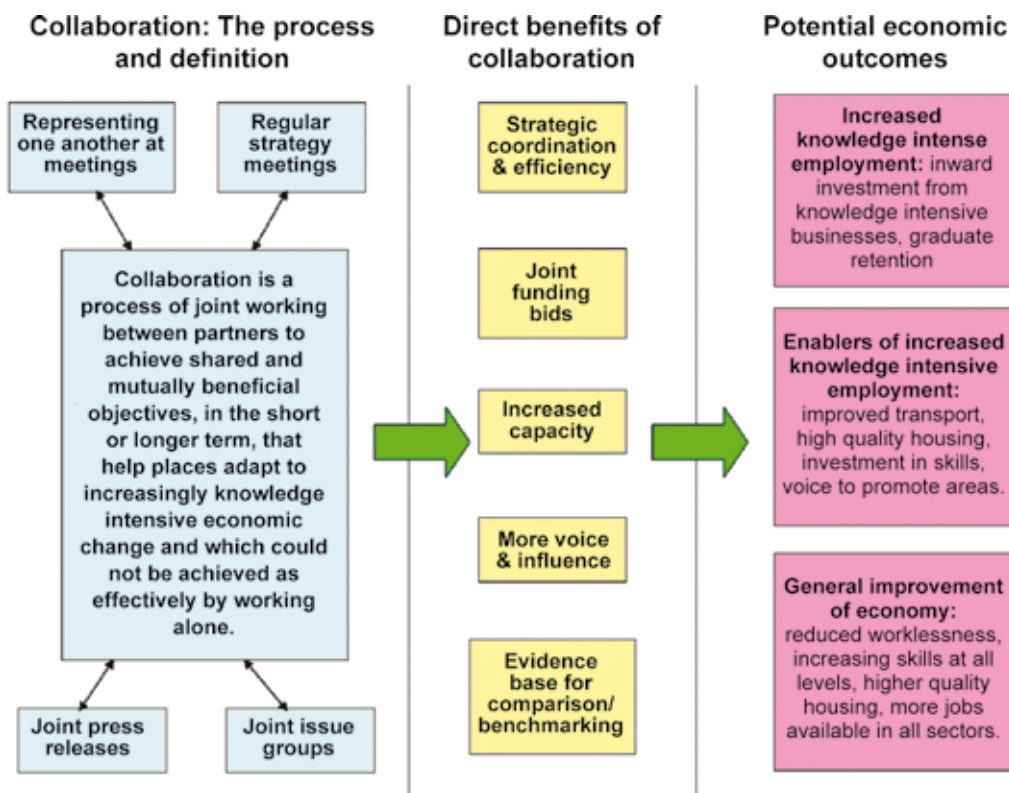 Collaboration: The process
and definition
Representing
one another at
meetings
Regular
strategy
meetings
Collaboration is a
process of joint working
between partners to
achieve shared and
mutually beneficial
objectives, in the short
or longer term, that
help places adapt to
increasingly knowledge
intensive economic
change and which could
not be achieved as
effectively by working
alone.
Joint press
releases
Joint issue
groups
Direct benefits of
collaboration
Strategic
coordination
& efficiency
Joint
funding
bids
Increased
capacity
More voice
& influence
Evidence
base for
comparison/
benchmarking
Potential economic
outcomes
Increased
knowledge intense
employment: inward
investment from
knowledge intensive
businesses, graduate
retention
Enablers of increased
knowledge intensive
employment:
improved transport,
high quality housing,
investment in skills,
voice to promote areas.
General improvement
of economy:
reduced worklessness,
increasing skills at all
levels, higher quality
housing, more jobs
available in all sectors.